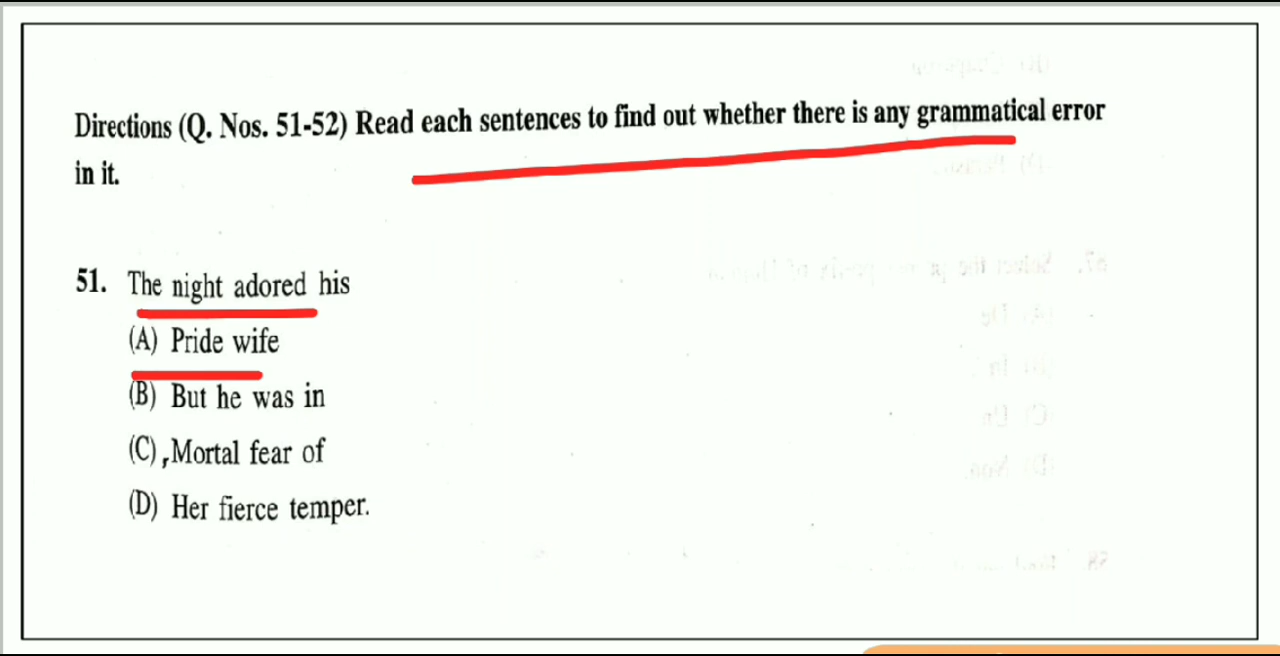 Directions (Q. Nos. 51-52) Read each sentences to find out whether there is any grammatical error
in it.
51. The night adored his
(A) Pride wife
(B) But he was in
(C) ,Mortal fear of
(D) Her fierce temper.